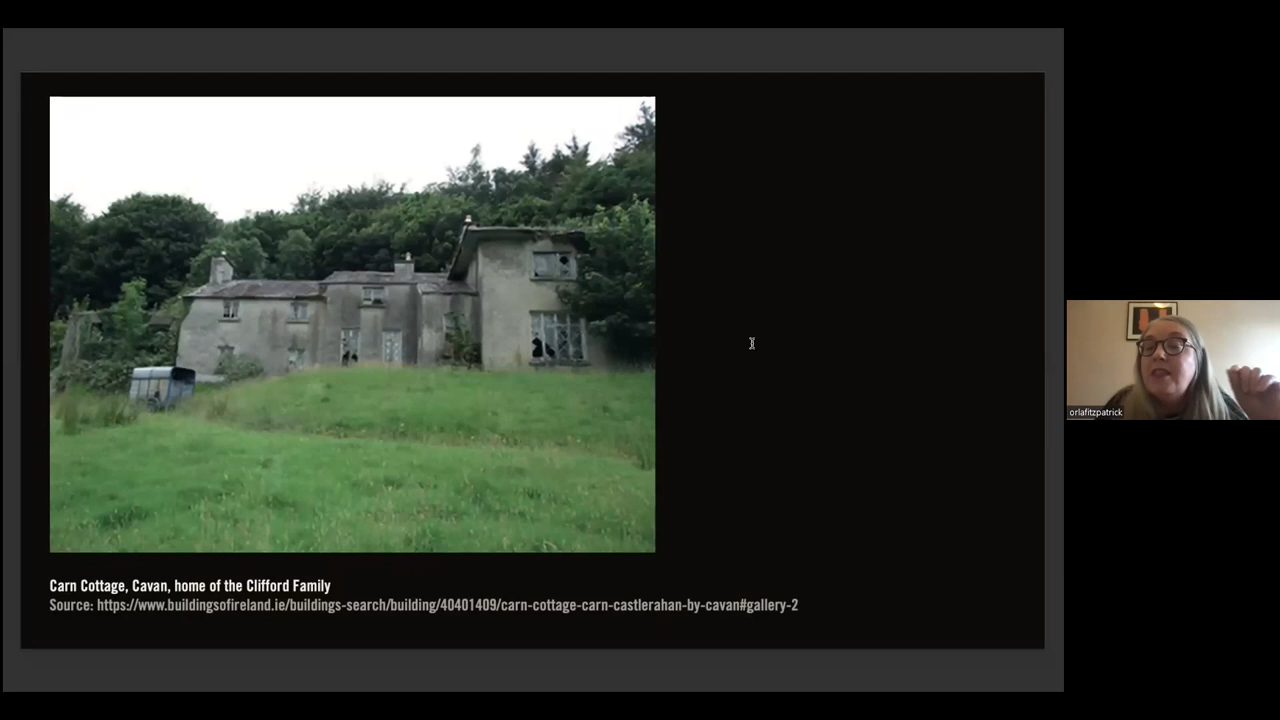 Carn Cottage, Cavan, home of the Clifford Family
Source: https://www.buildingsofireland.ie/buildings-search/building/40401409/carn-cottage-carn-castlerahan-by-cavan#gallery-2
orlafitzpatrick